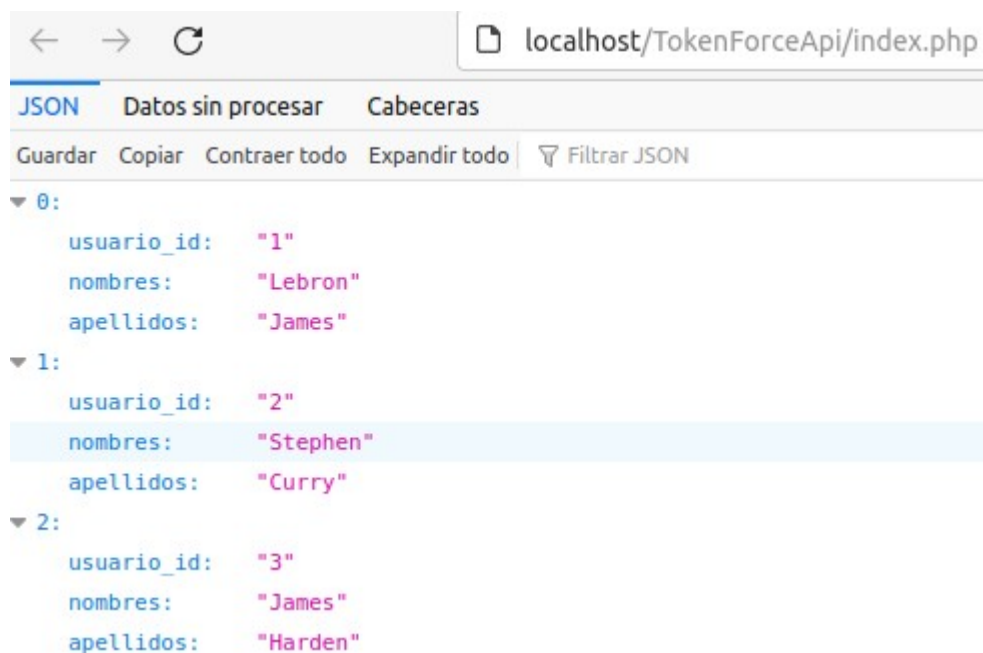 localhost/TokenForceApi/index.php
JSON Datos sin procesar Cabeceras
Guardar Copiar Contraer todo Expandir todo Filtrar JSON
0:
usuario_id: "1"
nombres: "Lebron"
apellidos: "James"
1:
usuario_id: "2"
nombres: "Stephen"
apellidos: "Curry"
2:
usuario_id: "3"
nombres: "James"
apellidos: "Harden"